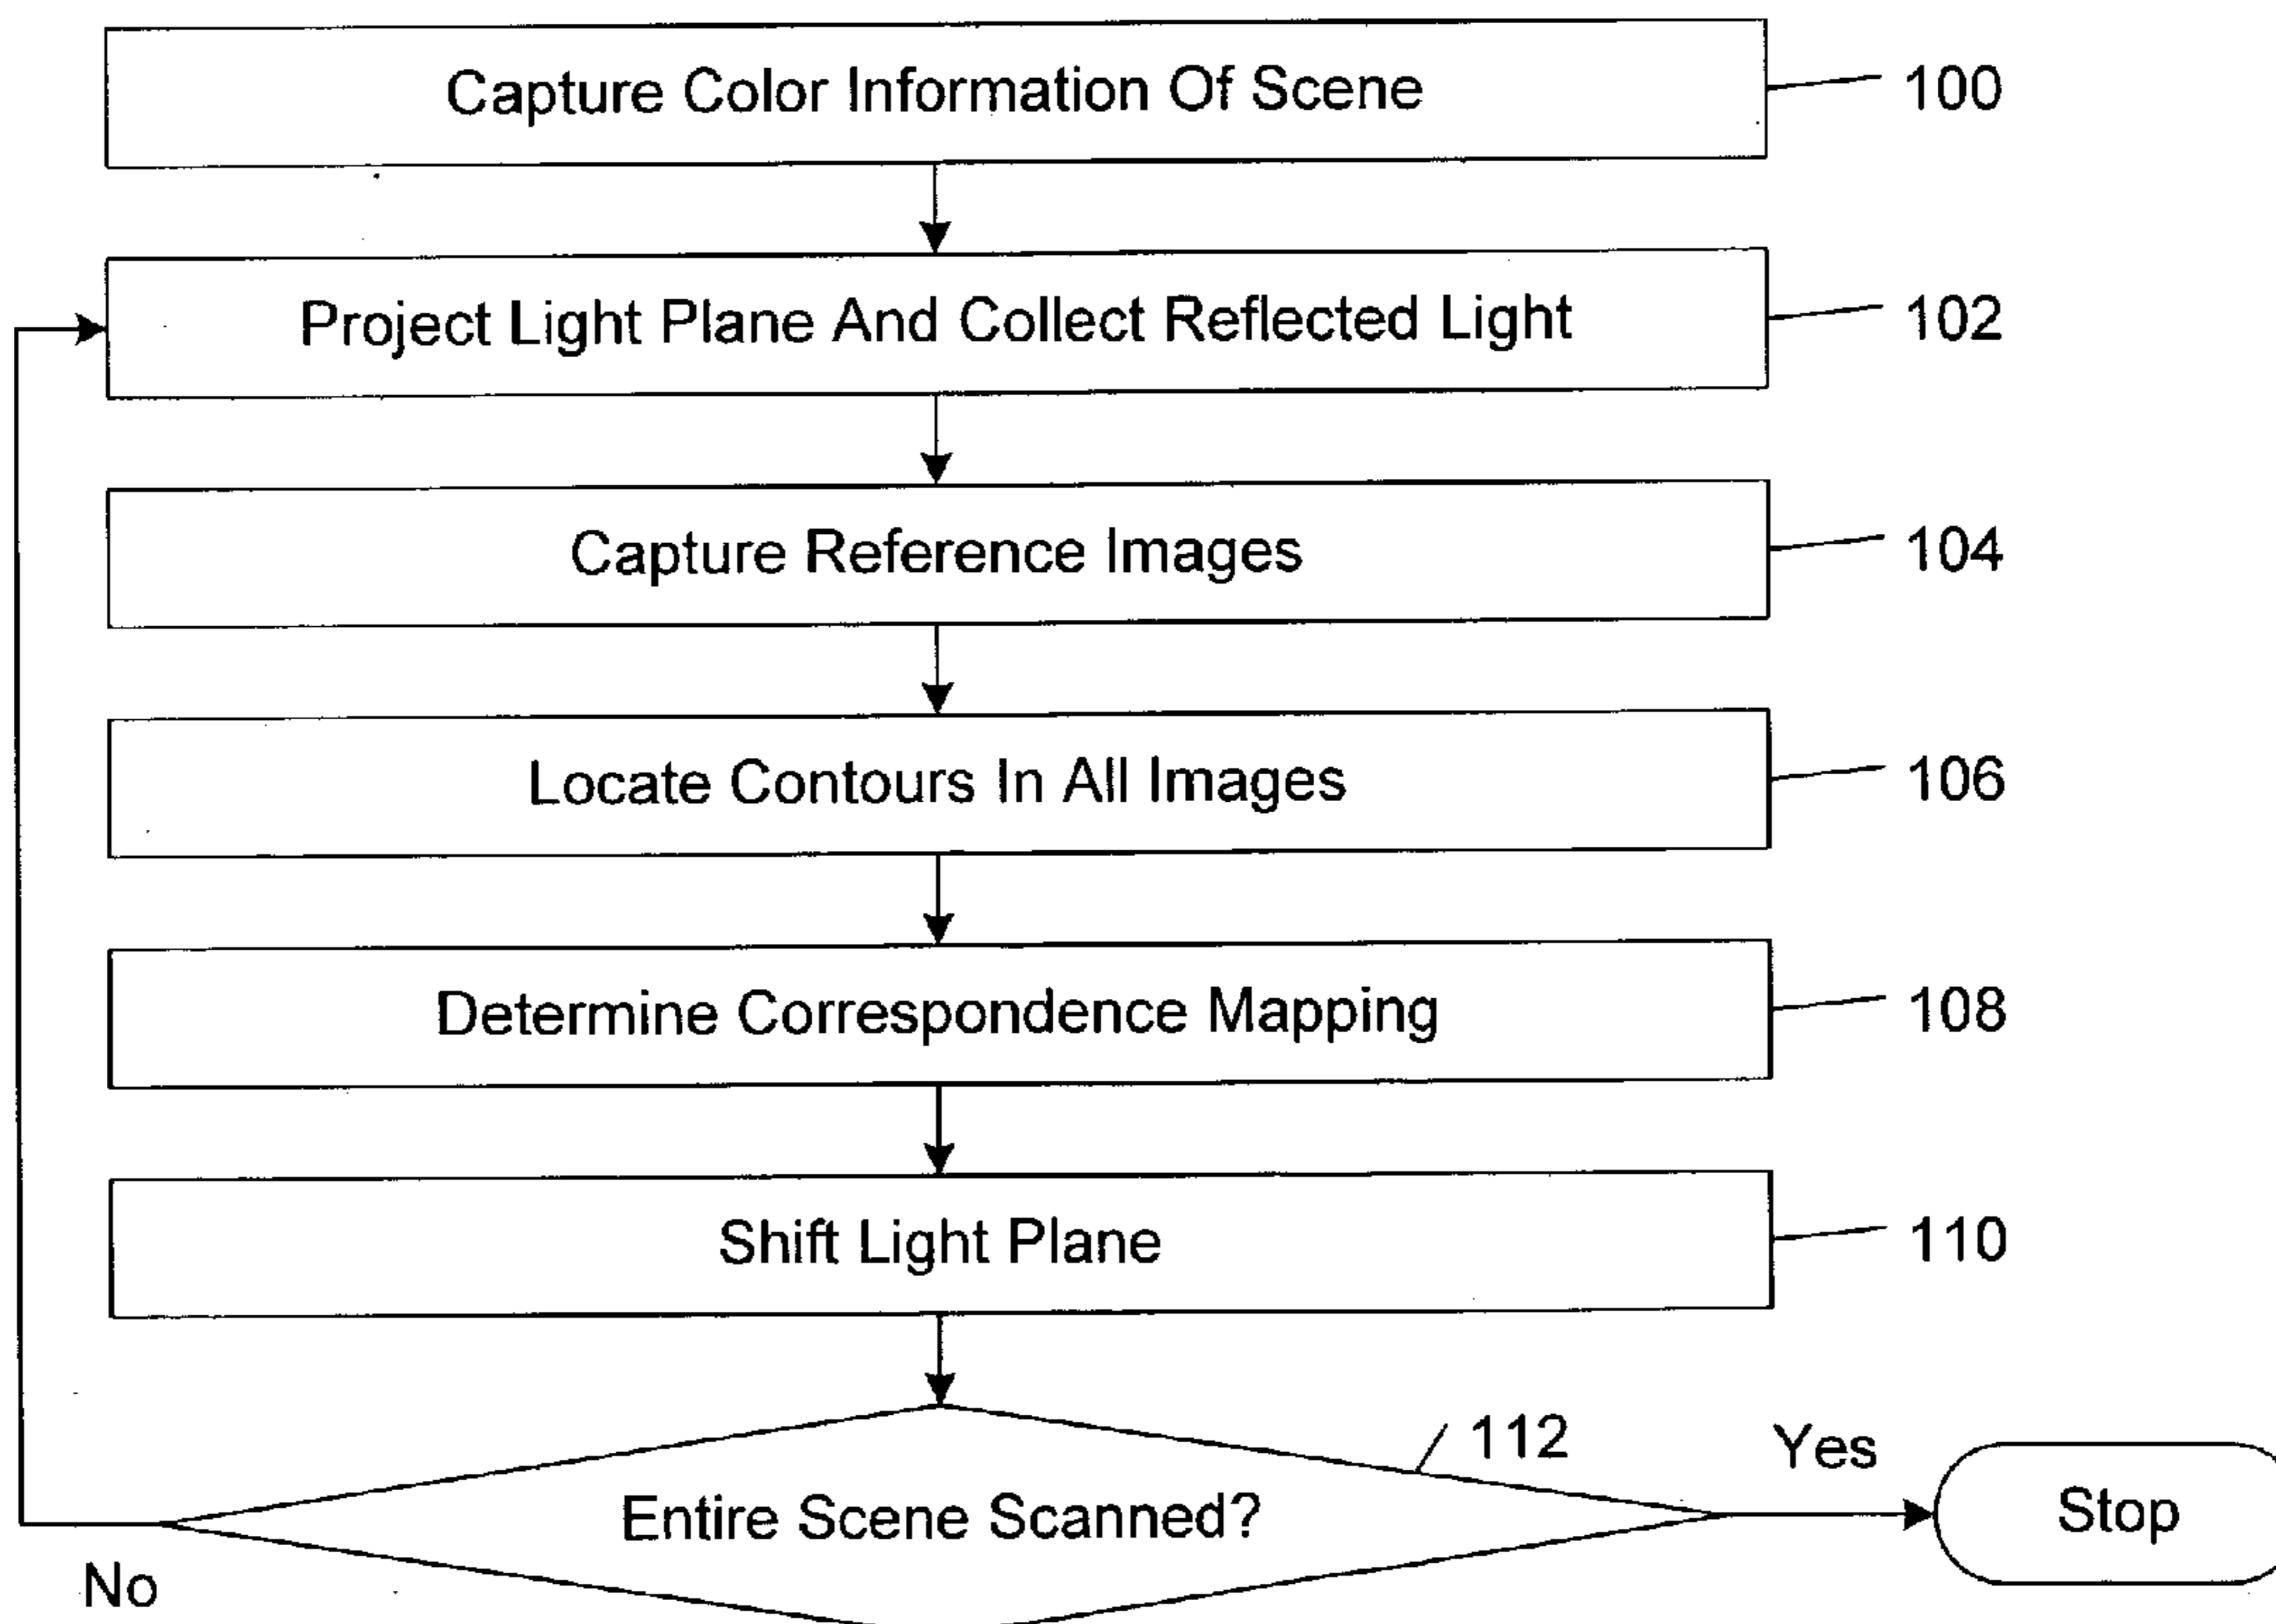 Capture Color Information Of Scene
100
Project Light Plane And Collect Reflected Light
102
Capture Reference Images
104
Locate Contours In All Images
106
Determine Correspondence Mapping
108
Shift Light Plane
110
112
Yes
Entire Scene Scanned?
Stop
No